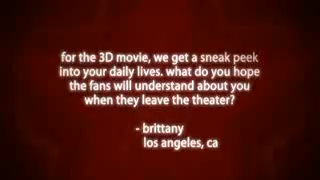 for the 3D movie, we get a sneak peek
into your daily lives. what do you hope
the fans will understand about you
when they leave the theater?
- brittany
los angeles, ca